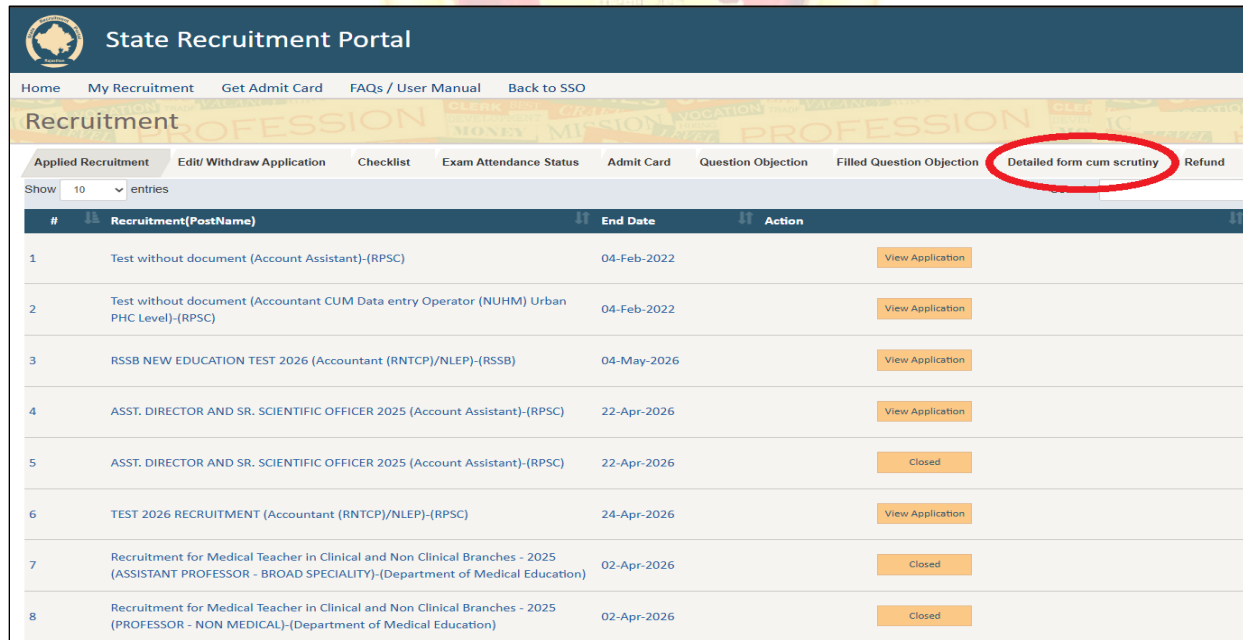 State Recruitment Portal
Home My Recruitment Get Admit Card FAQs / User Manual Back to SSO
Recruitment
Applied Recruitment Edit/ Withdraw Application Checklist Exam Attendance Status Admit Card Question Objection Filled Question Objection Detailed form cum scrutiny Refund
Show 10 entries
# Recruitment(PostName) End Date Action
1 Test without document (Account Assistant)-(RPSC) 04-Feb-2022 View Application
2 Test without document (Accountant CUM Data entry Operator (NUHM) Urban
PHC Level)-(RPSC) 04-Feb-2022 View Application
3 RSSB NEW EDUCATION TEST 2026 (Accountant (RNTCP)/NLEP)-(RSSB) 04-May-2026 View Application
4 ASST. DIRECTOR AND SR. SCIENTIFIC OFFICER 2025 (Account Assistant)-(RPSC) 22-Apr-2026 View Application
5 ASST. DIRECTOR AND SR. SCIENTIFIC OFFICER 2025 (Account Assistant)-(RPSC) 22-Apr-2026 Closed
6 TEST 2026 RECRUITMENT (Accountant (RNTCP)/NLEP)-(RPSC) 24-Apr-2026 View Application
7 Recruitment for Medical Teacher in Clinical and Non Clinical Branches - 2025
(ASSISTANT PROFESSOR - BROAD SPECIALITY)-(Department of Medical Education) 02-Apr-2026 Closed
8 Recruitment for Medical Teacher in Clinical and Non Clinical Branches - 2025
(PROFESSOR - NON MEDICAL)-(Department of Medical Education) 02-Apr-2026 Closed